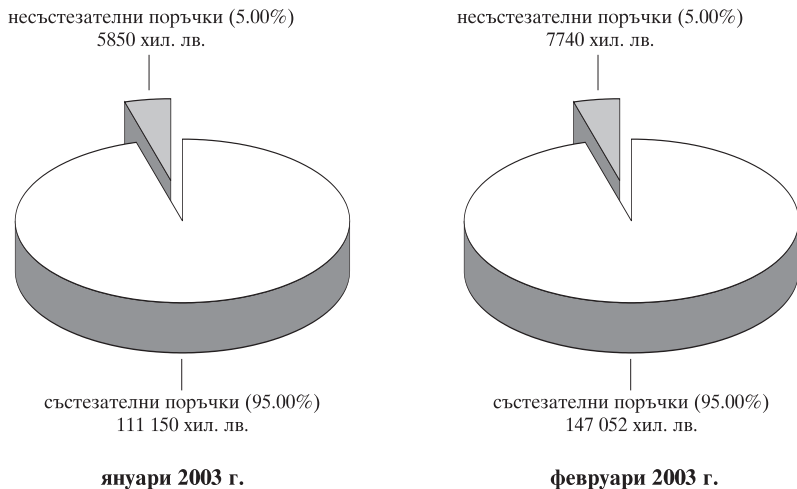 несъстезателни поръчки (5.00%)
5850 хил. лв.
състезателни поръчки (95.00%)
111 150 хил. лв.
януари 2003 г.
несъстезателни поръчки (5.00%)
7740 хил. лв.
състезателни поръчки (95.00%)
147 052 хил. лв.
февруари 2003 г.